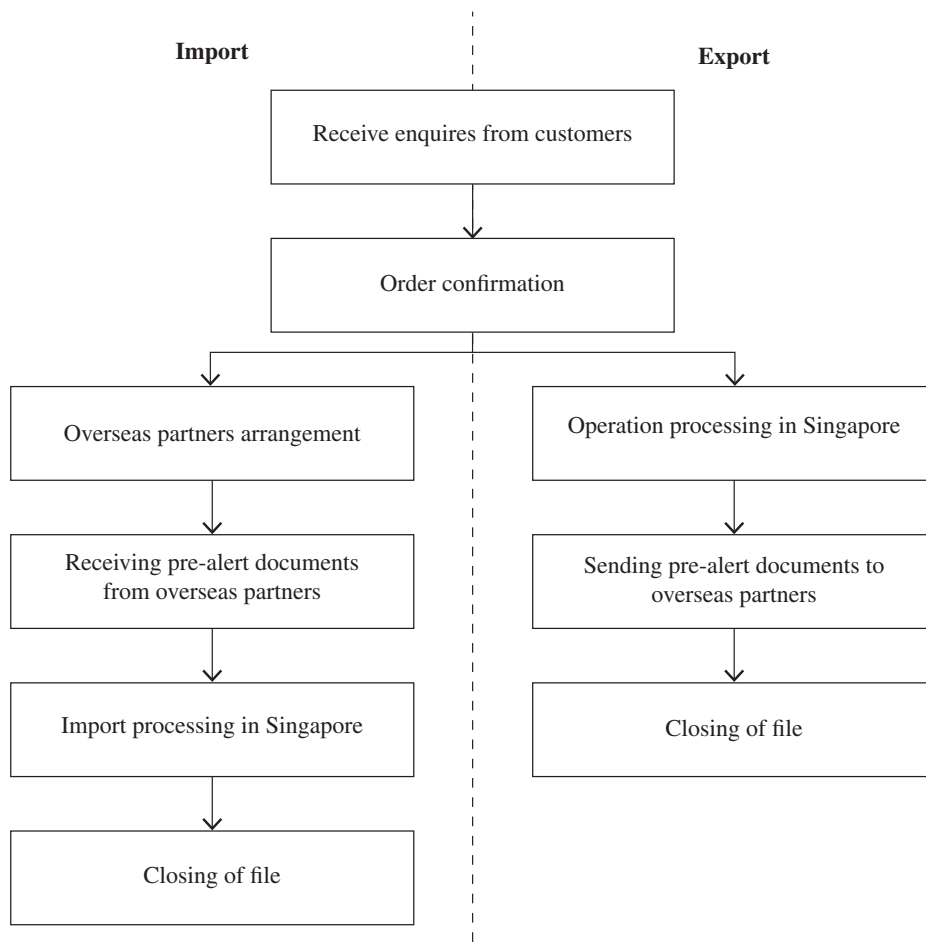 Import
Export
Receive enquires from customers
Order confirmation
Overseas partners arrangement
Operation processing in Singapore
Receiving pre-alert documents
from overseas partners
Sending pre-alert documents to
overseas partners
Import processing in Singapore
Closing of file
Closing of file